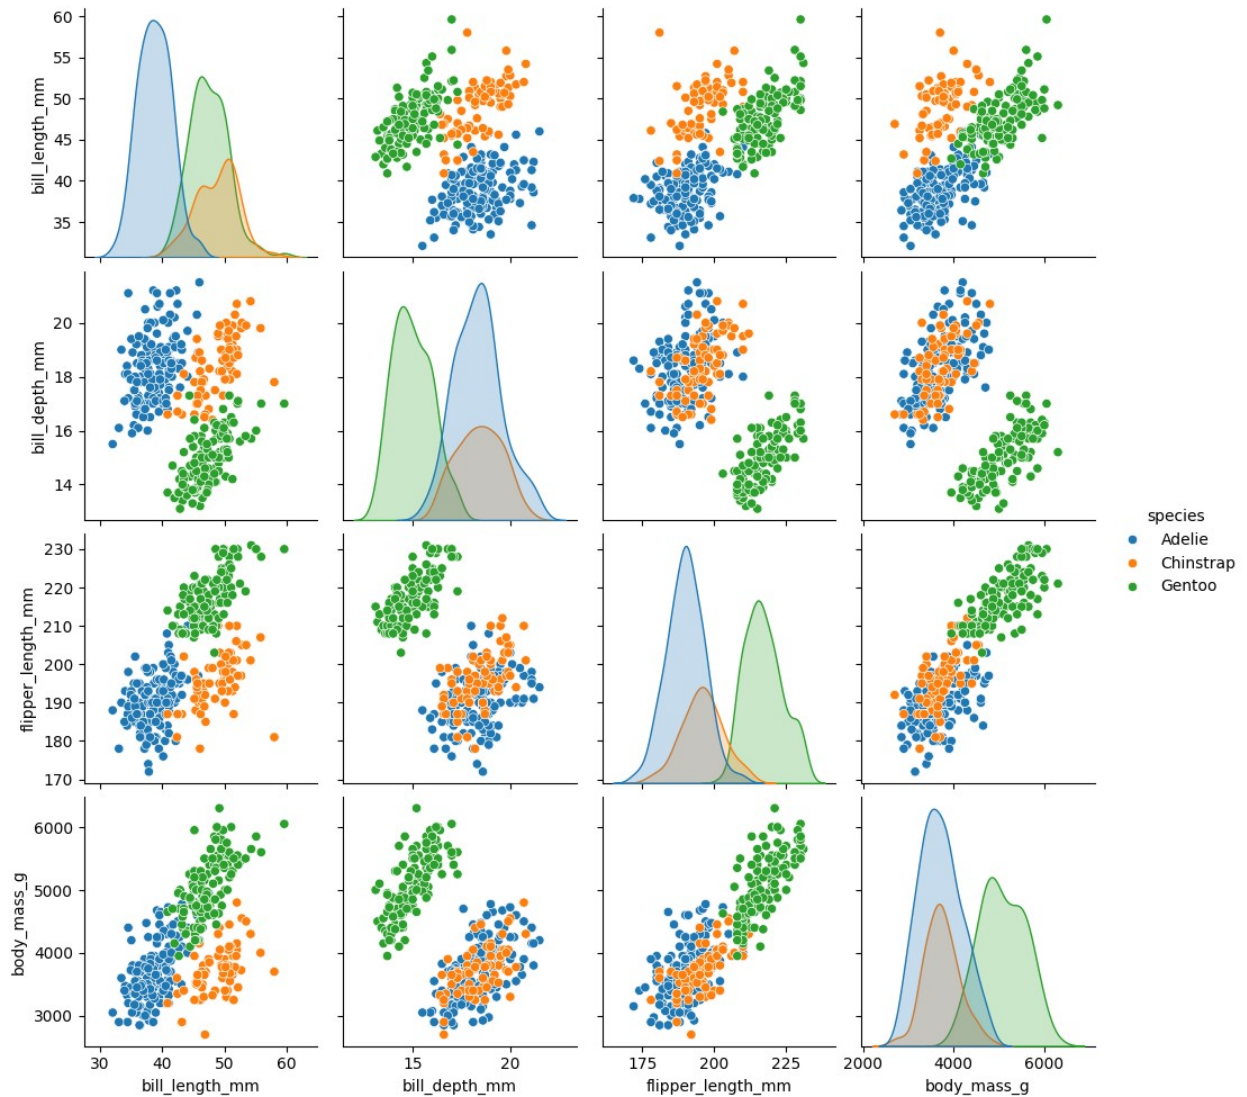 60
55
50
45
40
35
bill_length_mm
20
18
16
14
bill_depth_mm
species
Adelie
Chinstrap
Gentoo
230
220
210
200
190
180
170
flipper_length_mm
6000
5000
4000
3000
body_mass_g
30 40 50 60
bill_length_mm
15 20
bill_depth_mm
175 200 225
flipper_length_mm
2000 4000 6000
body_mass_g